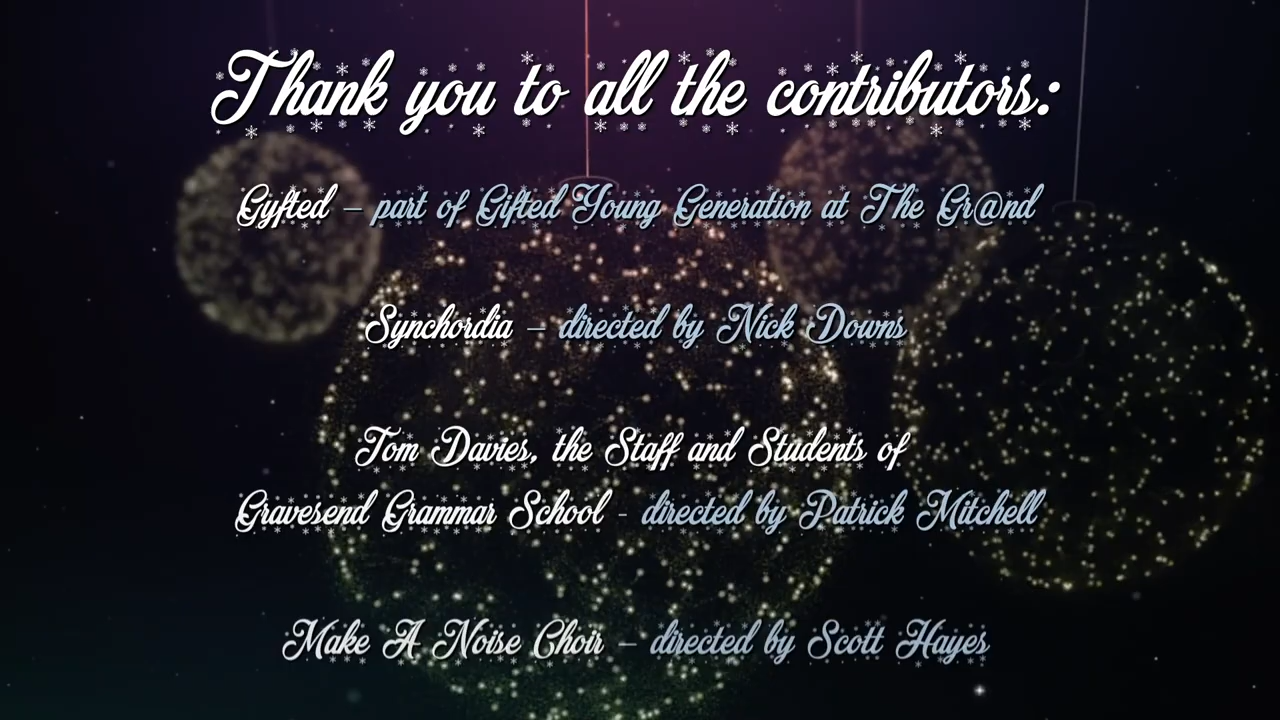 Thank you to all the contributors:
Gyfted – part of Gifted Young Generation at The Gr@nd
Synchordia – directed by Nick Downs
Tom Davies, the Staff and Students of
Gravesend Grammar School - directed by Patrick Mitchell
Make A Noise Choir – directed by Scott Hayes